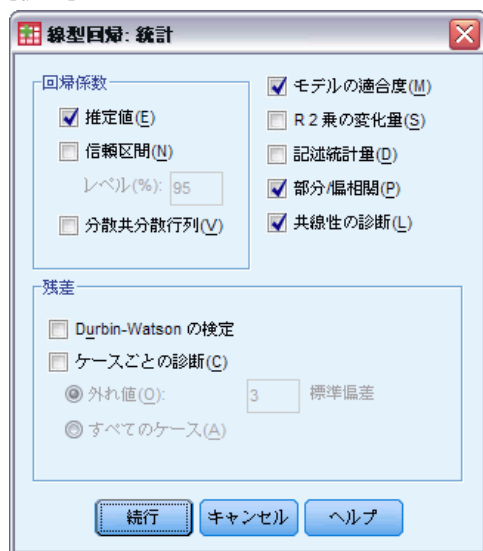 線型回帰: 統計
回帰係数
推定値(E)
信頼区間(N)
レベル(%): 95
分散共分散行列(V)
モデルの適合度(M)
R 2 乗の変化量(S)
記述統計量(D)
部分/偏相関(P)
共線性の診断(L)
残差
Durbin-Watson の検定
ケースごとの診断(C)
外れ値(O): 3 標準偏差
すべてのケース(A)
続行 キャンセル ヘルプ